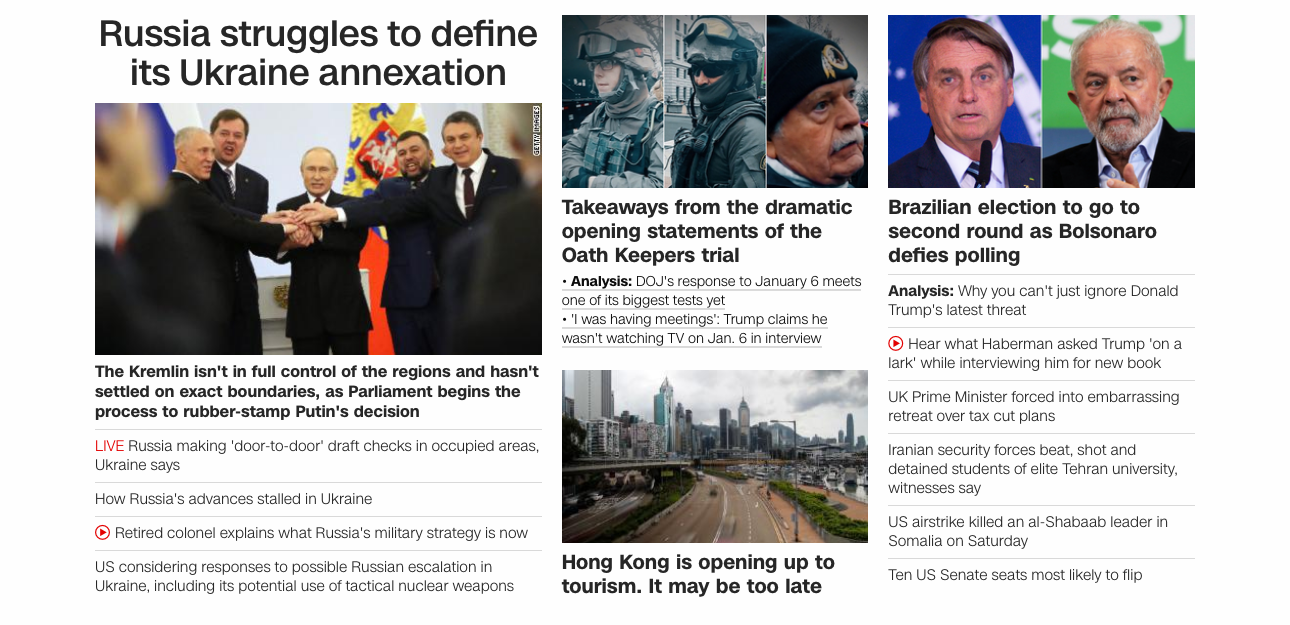 Russia struggles to define
its Ukraine annexation
GETTY IMAGES
The Kremlin isn't in full control of the regions and hasn't
settled on exact boundaries, as Parliament begins the
process to rubber-stamp Putin's decision
LIVE Russia making 'door-to-door' draft checks in occupied areas,
Ukraine says
How Russia's advances stalled in Ukraine
Retired colonel explains what Russia's military strategy is now
US considering responses to possible Russian escalation in
Ukraine, including its potential use of tactical nuclear weapons
Takeaways from the dramatic
opening statements of the
Oath Keepers trial
• Analysis: DOJ's response to January 6 meets
one of its biggest tests yet
• 'I was having meetings': Trump claims he
wasn't watching TV on Jan. 6 in interview
Hong Kong is opening up to
tourism. It may be too late
Brazilian election to go to
second round as Bolsonaro
defies polling
Analysis: Why you can't just ignore Donald
Trump's latest threat
Hear what Haberman asked Trump 'on a
lark' while interviewing him for new book
UK Prime Minister forced into embarrassing
retreat over tax cut plans
Iranian security forces beat, shot and
detained students of elite Tehran university,
witnesses say
US airstrike killed an al-Shabaab leader in
Somalia on Saturday
Ten US Senate seats most likely to flip